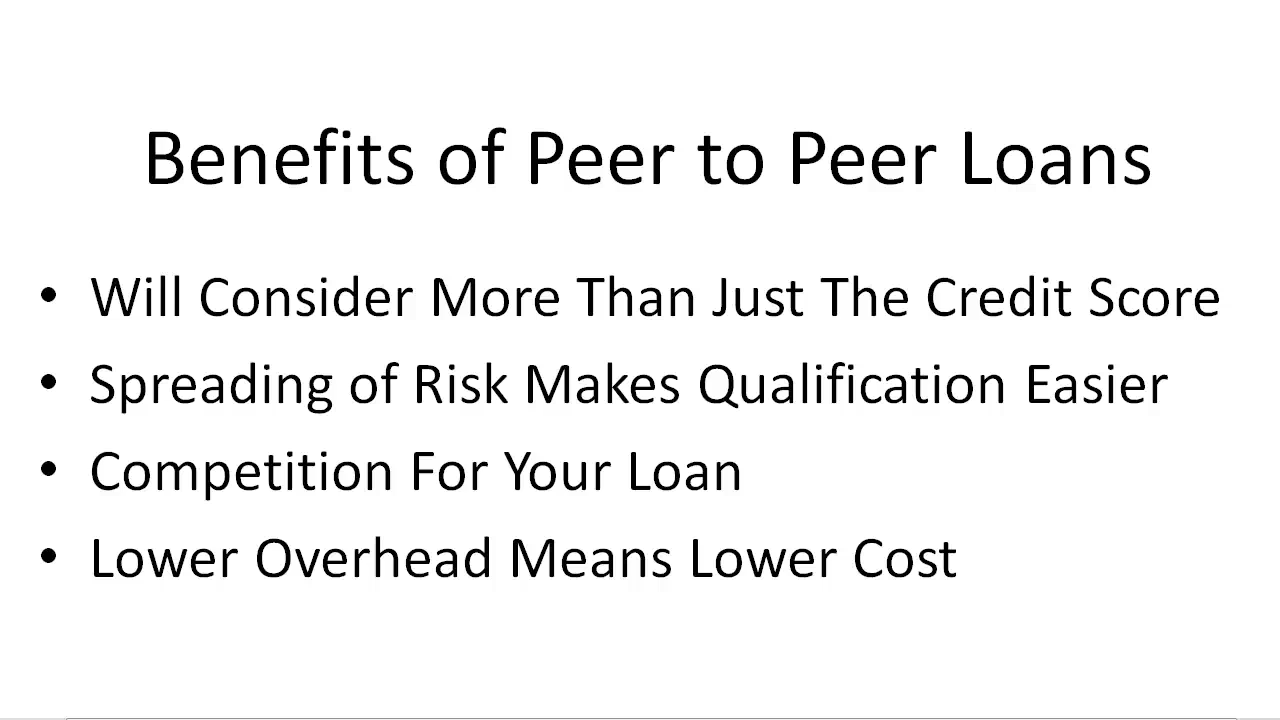 Benefits of Peer to Peer Loans
• Will Consider More Than Just The Credit Score
• Spreading of Risk Makes Qualification Easier
• Competition For Your Loan
• Lower Overhead Means Lower Cost